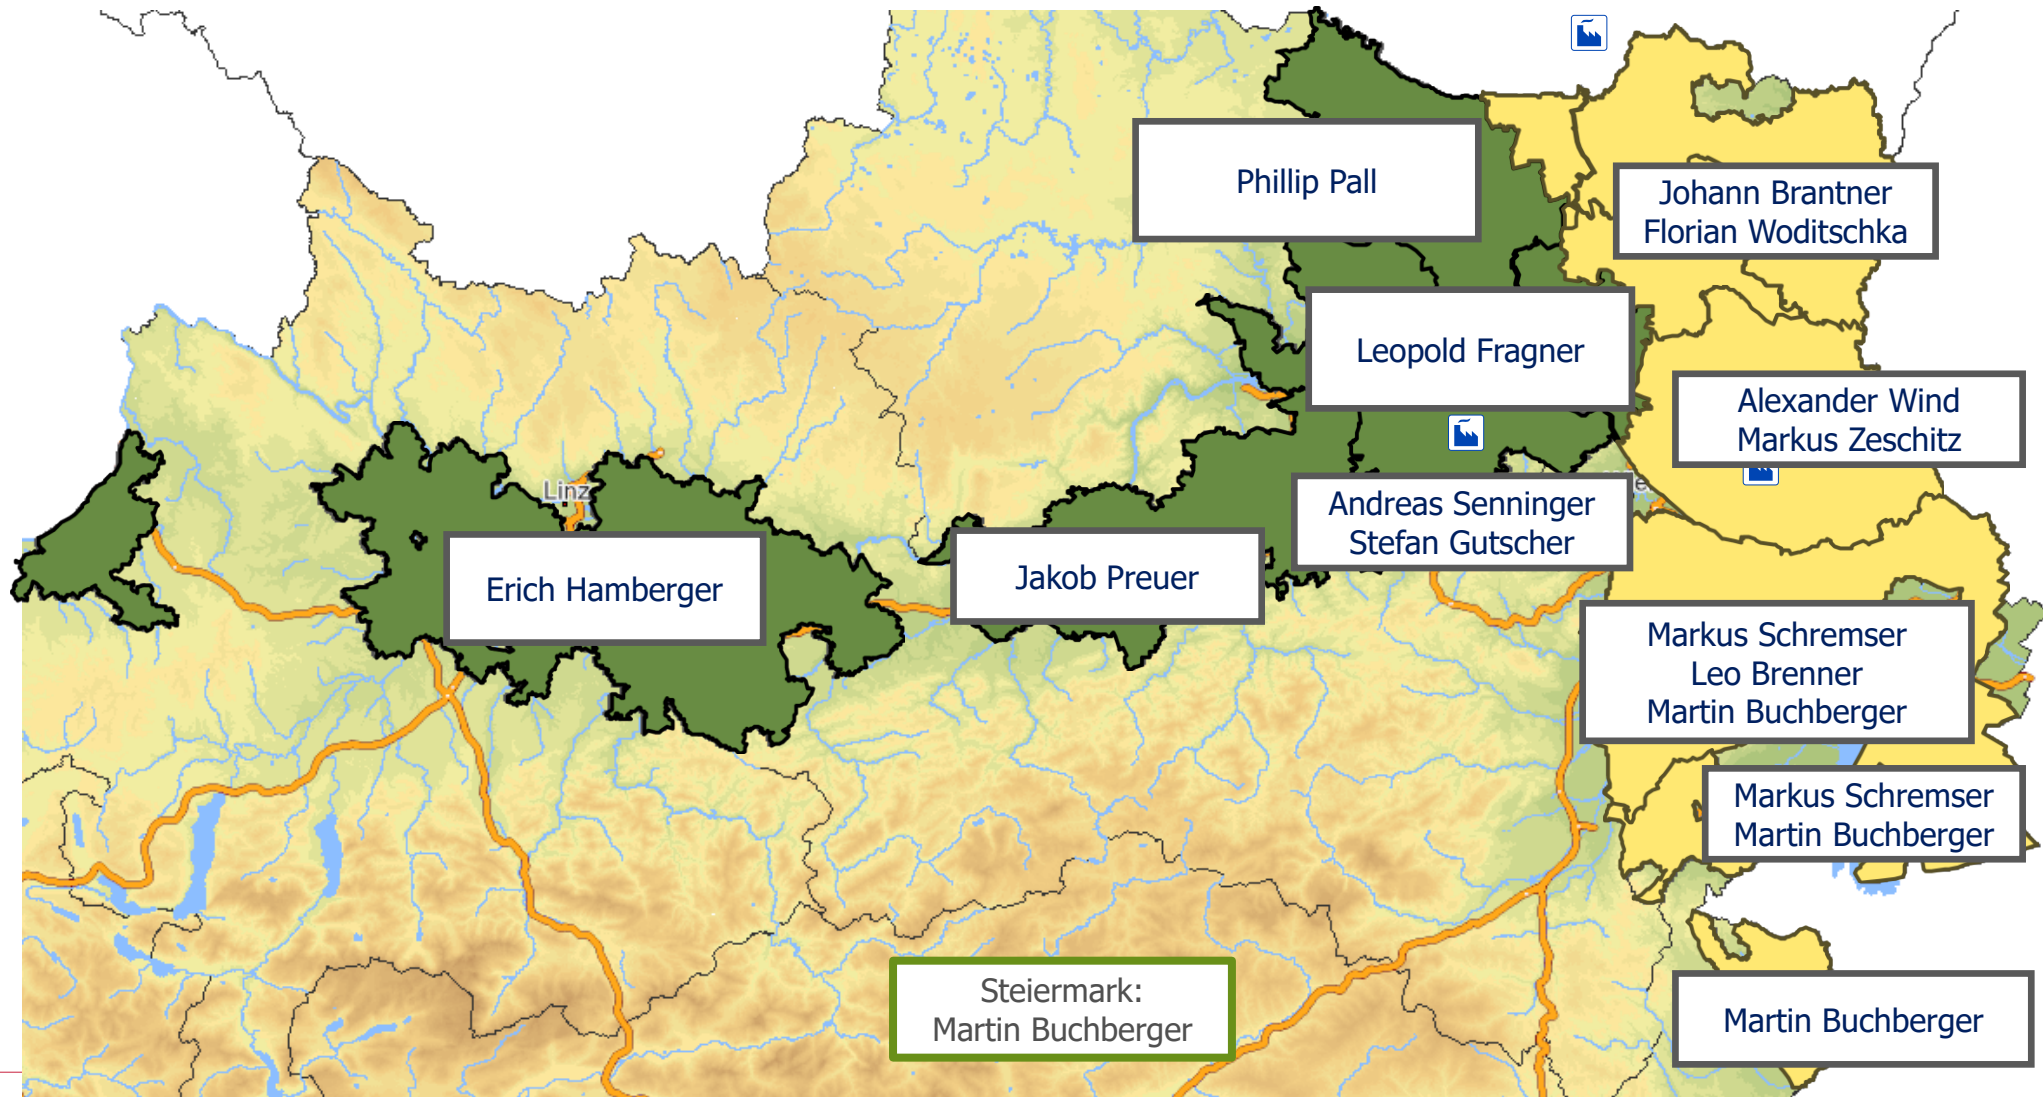 Phillip Pall
Johann Brantner
Florian Woditschka
Leopold Fragner
Alexander Wind
Markus Zeschitz
Linz
Andreas Senninger
Stefan Gutscher
Erich Hamberger
Jakob Preuer
Markus Schremser
Leo Brenner
Martin Buchberger
Markus Schremser
Martin Buchberger
Steiermark:
Martin Buchberger
Martin Buchberger